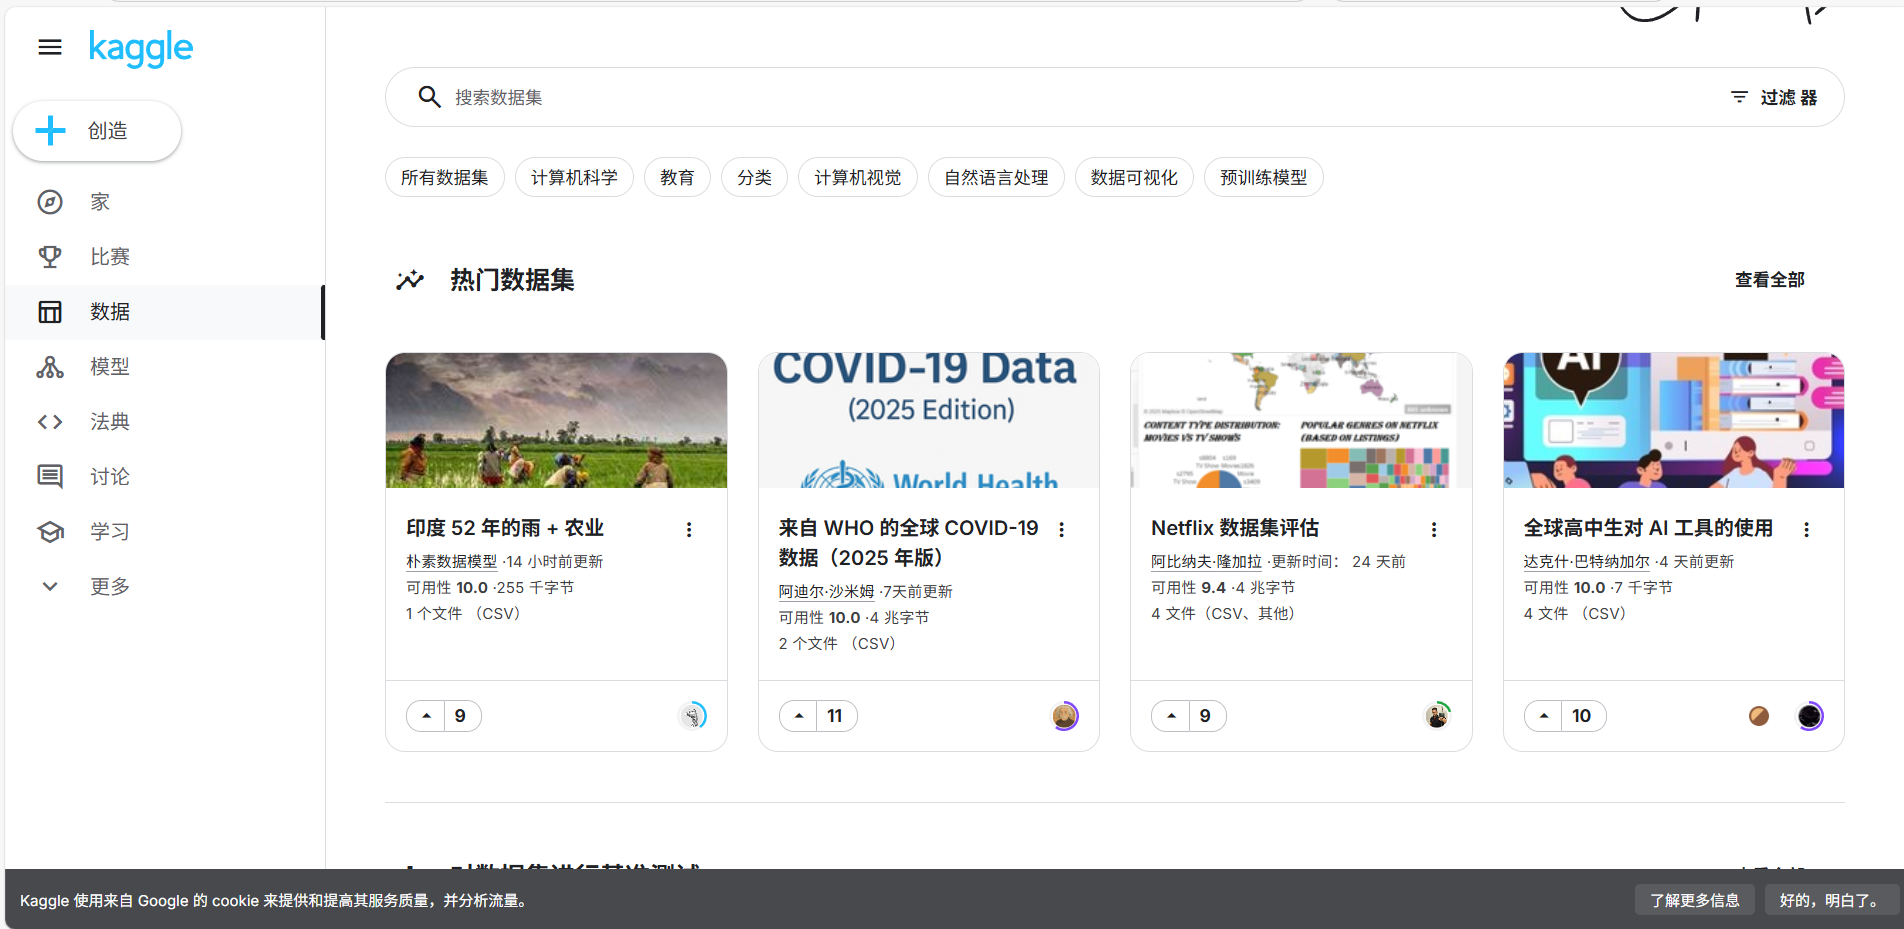 kaggle
创造
家
比赛
数据
模型
法典
讨论
学习
更多
搜索数据集
过滤 器
所有数据集
计算机科学
教育
分类
计算机视觉
自然语言处理
数据可视化
预训练模型
热门数据集
查看全部
COVID-19 Data
(2025 Edition)
World Health
CONTENT TYPE DISTRIBUTION:
MOVIES VS TV SHOWS
POPULAR GENRES ON NETFLIX
(BASED ON LISTINGS)
AI
印度 52 年的雨 + 农业
朴素数据模型 ·14 小时前更新
可用性 10.0 ·255 千字节
1 个文件 （CSV）
9
来自 WHO 的全球 COVID-19
数据（2025 年版）
阿迪尔·沙米姆 ·7天前更新
可用性 10.0 ·4 兆字节
2 个文件 （CSV）
11
Netflix 数据集评估
阿比纳夫·隆加拉 ·更新时间： 24 天前
可用性 9.4 ·4 兆字节
4 文件（CSV、其他）
9
全球高中生对 AI 工具的使用
达克什·巴特纳加尔 ·4 天前更新
可用性 10.0 ·7 千字节
4 文件 （CSV）
10
对数据集进行基准测试
查看全部
Kaggle 使用来自 Google 的 cookie 来提供和提高其服务质量，并分析流量。
了解更多信息
好的，明白了。